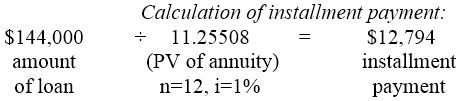 Calculation of installment payment:
$144,000 ÷ 11.25508 = $12,794
amount (PV of annuity) installment
of loan n=12, i=1% payment